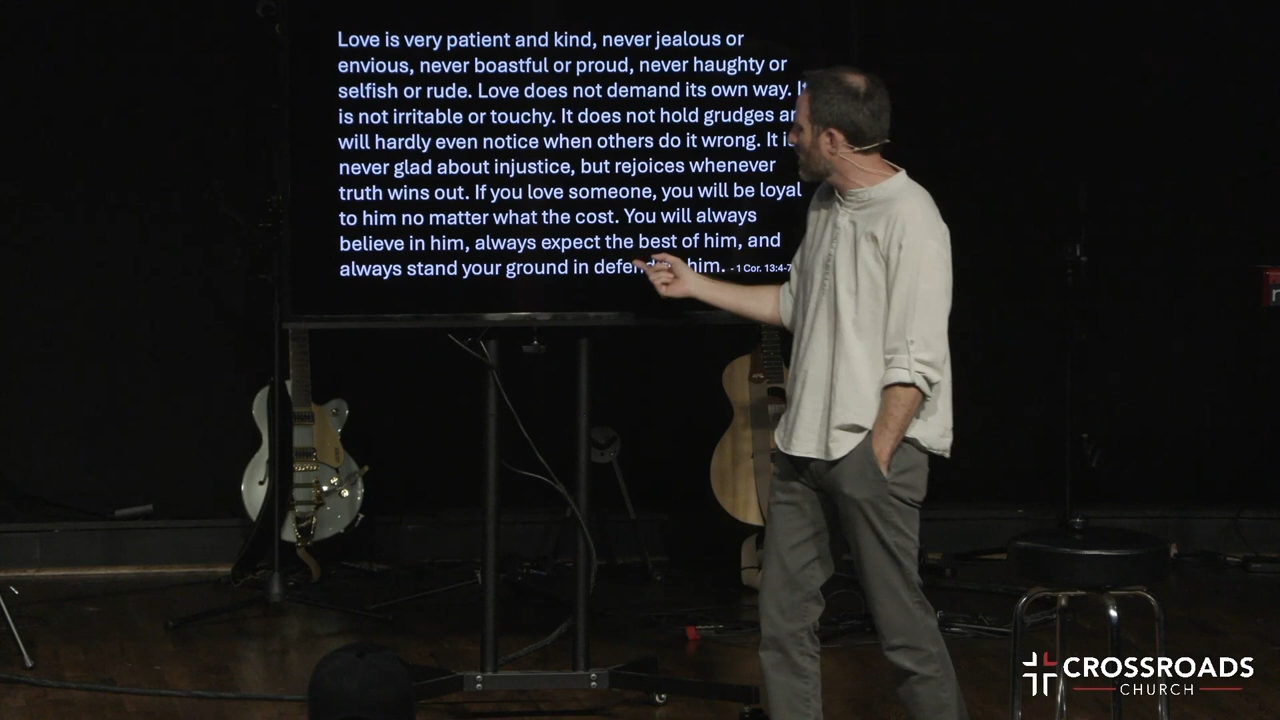 Love is very patient and kind, never jealous or
envious, never boastful or proud, never haughty or
selfish or rude. Love does not demand its own way. It
is not irritable or touchy. It does not hold grudges
will hardly even notice when others do it wrong. It
never glad about injustice, but rejoices whenever
truth wins out. If you love someone, you will be loyal
to him no matter what the cost. You will always
believe in him, always expect the best of him, and
always stand your ground in him. - 1 Cor. 13:4-7
CROSSROADS
CHURCH